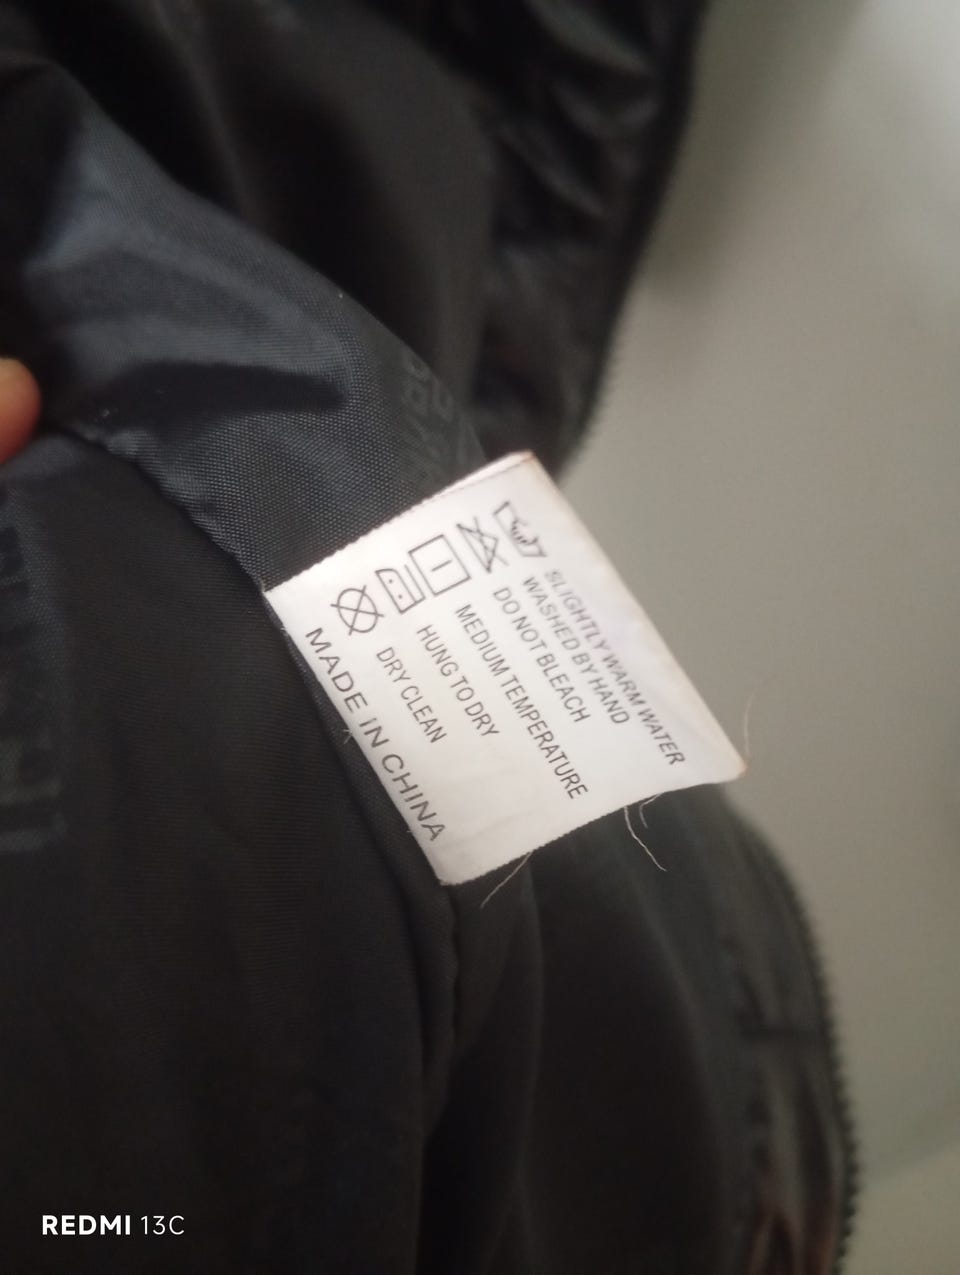 SLIGHTLY WARM WATER
WASHED BY HAND
DO NOT BLEACH
MEDIUM TEMPERATURE
HUNG TO DRY
DRY CLEAN
MADE IN CHINA
REDMI 13C